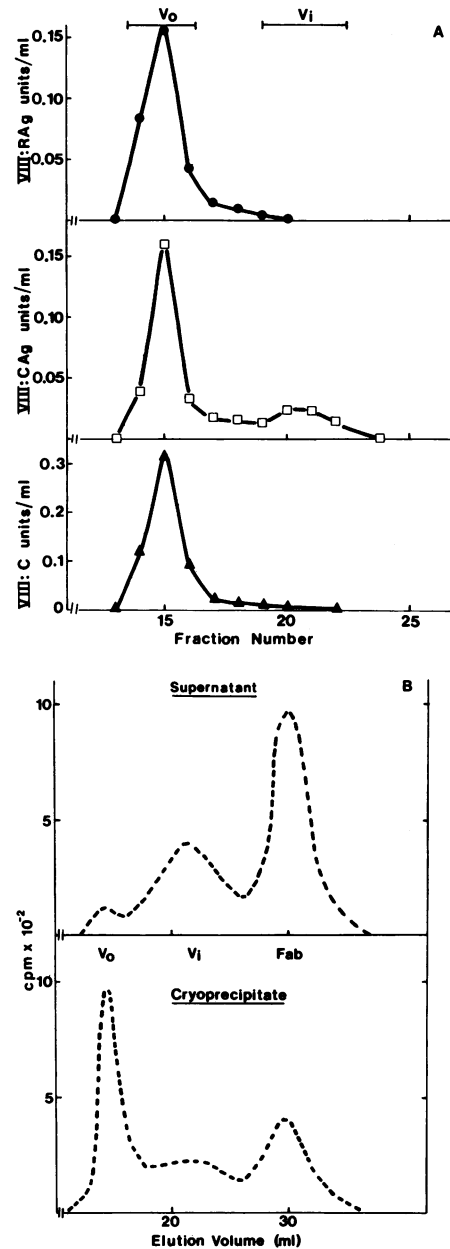 Vo Vi
A
VIII:RAg units/ml
0.15
0.10
0.05
VIII:CAg units/ml
0.15
0.10
0.05
VIII:C units/ml
0.3
0.2
0.1
0
15 20 25
Fraction Number
B
Supernatant
10
5
Vo Vi Fab
cpm x 10-2
Cryoprecipitate
10
5
20 30
Elution Volume (ml)